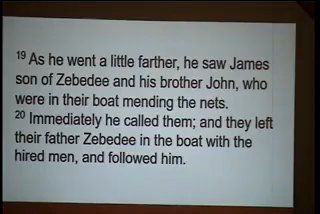 19 As he went a little farther, he saw James
son of Zebedee and his brother John, who
were in their boat mending the nets.
20 Immediately he called them; and they left
their father Zebedee in the boat with the
hired men, and followed him.